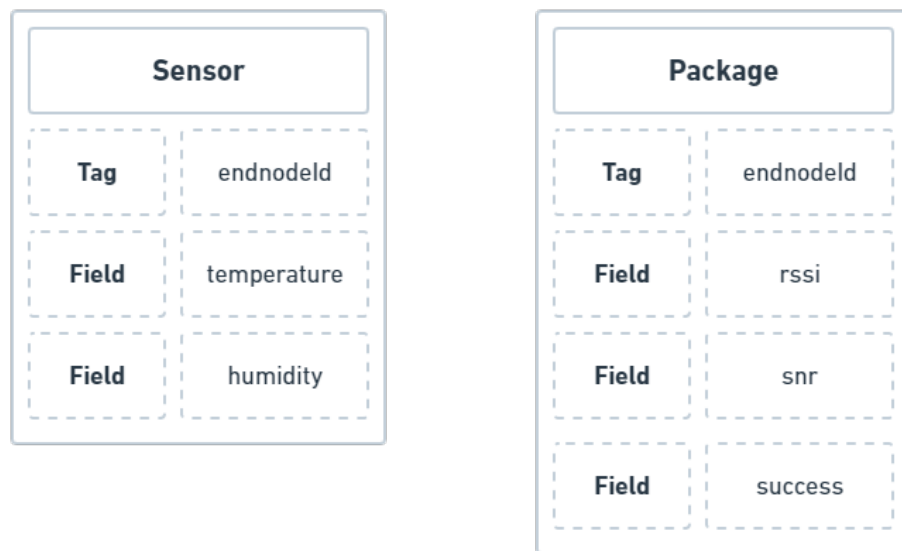 Sensor
Tag endnodeId
Field temperature
Field humidity
Package
Tag endnodeId
Field rssi
Field snr
Field success